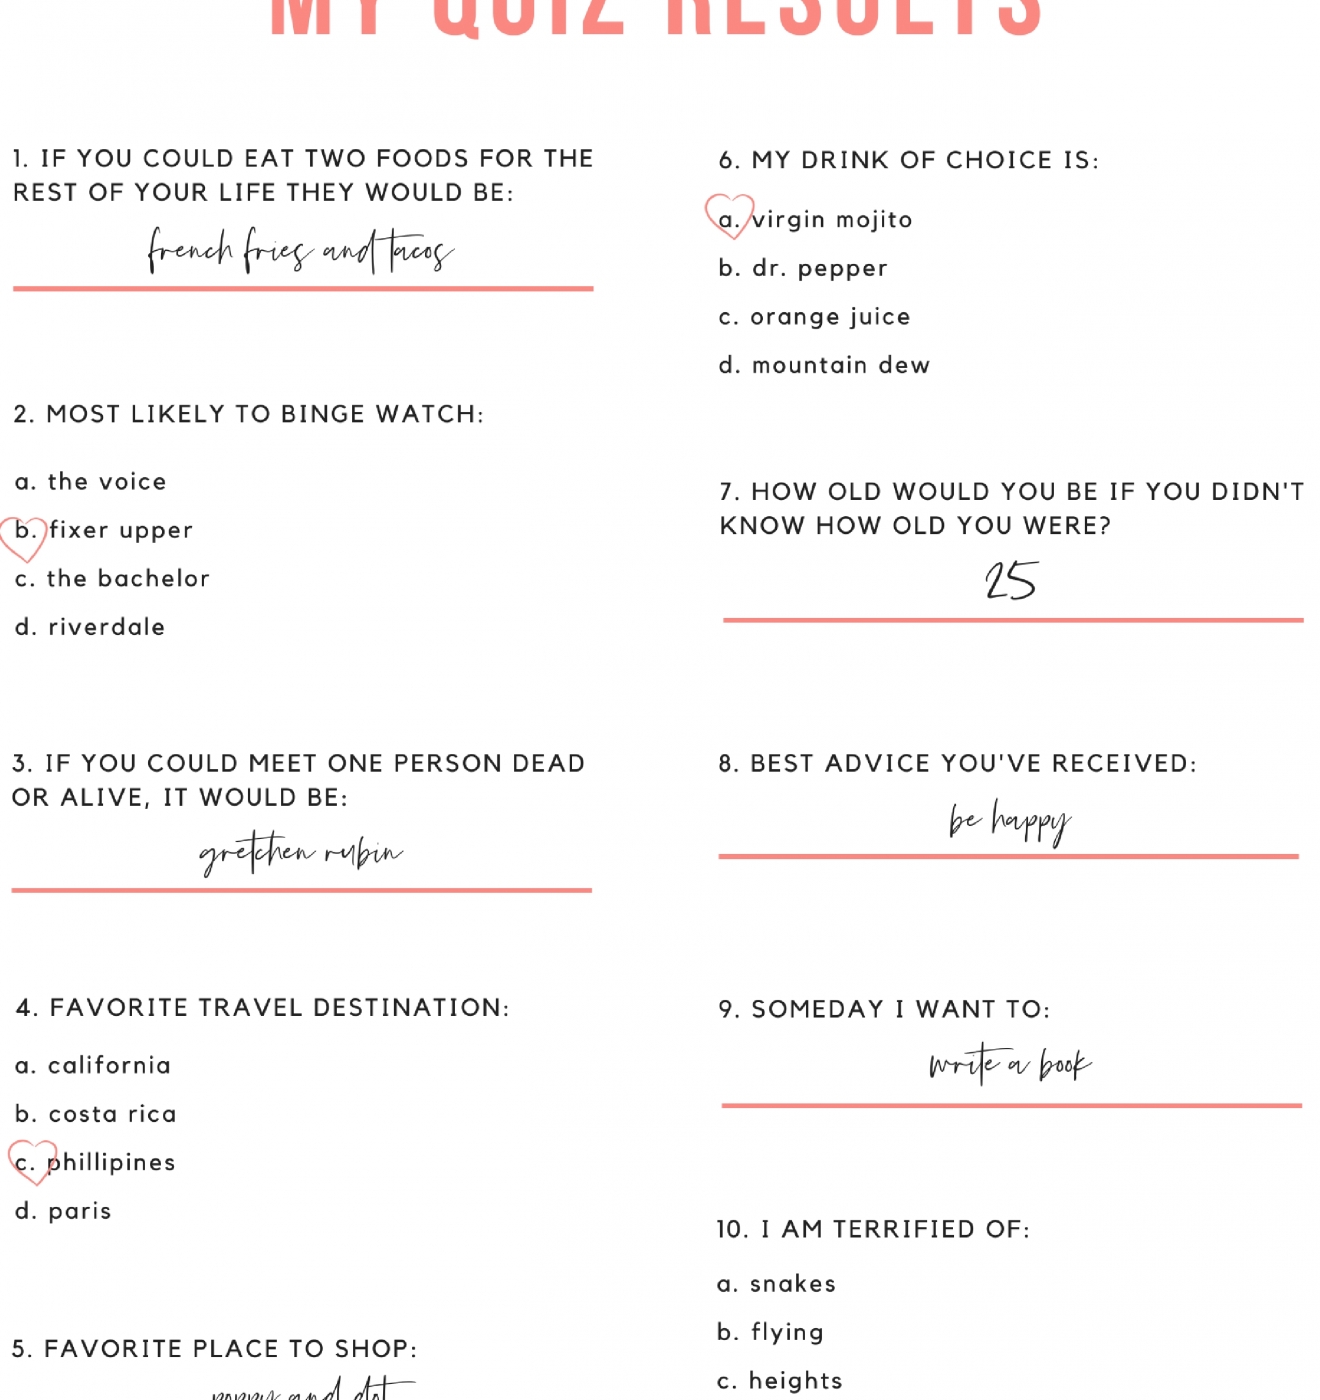 MY QUIZ RESULTS
1. IF YOU COULD EAT TWO FOODS FOR THE
REST OF YOUR LIFE THEY WOULD BE:
french fries and tacos
2. MOST LIKELY TO BINGE WATCH:
a. the voice
b. fixer upper
c. the bachelor
d. riverdale
3. IF YOU COULD MEET ONE PERSON DEAD
OR ALIVE, IT WOULD BE:
gretchen rubin
4. FAVORITE TRAVEL DESTINATION:
a. california
b. costa rica
c. phillipines
d. paris
5. FAVORITE PLACE TO SHOP:
poppy and dot
6. MY DRINK OF CHOICE IS:
a. virgin mojito
b. dr. pepper
c. orange juice
d. mountain dew
7. HOW OLD WOULD YOU BE IF YOU DIDN'T
KNOW HOW OLD YOU WERE?
25
8. BEST ADVICE YOU'VE RECEIVED:
be happy
9. SOMEDAY I WANT TO:
write a book
10. I AM TERRIFIED OF:
a. snakes
b. flying
c. heights